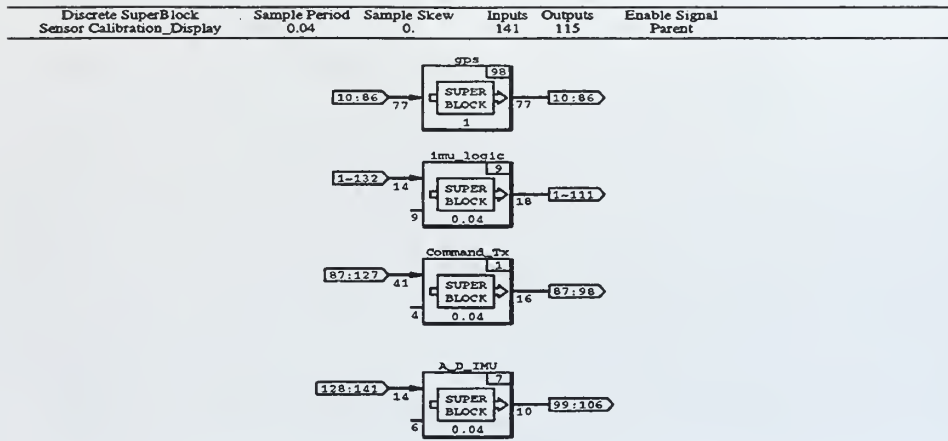 Discrete SuperBlock Sample Period Sample Skew Inputs Outputs Enable Signal
Sensor Calibration_Display 0.04 0. 141 115 Parent
gps
98
10:86 77 SUPER BLOCK 77 10:86
1
imu_logic
9
1-132 14 SUPER BLOCK 18 1-111
9 0.04
Command_Tx
1
87:127 41 SUPER BLOCK 16 87:98
4 0.04
A_D_IMU
7
128:141 14 SUPER BLOCK 10 99:106
6 0.04